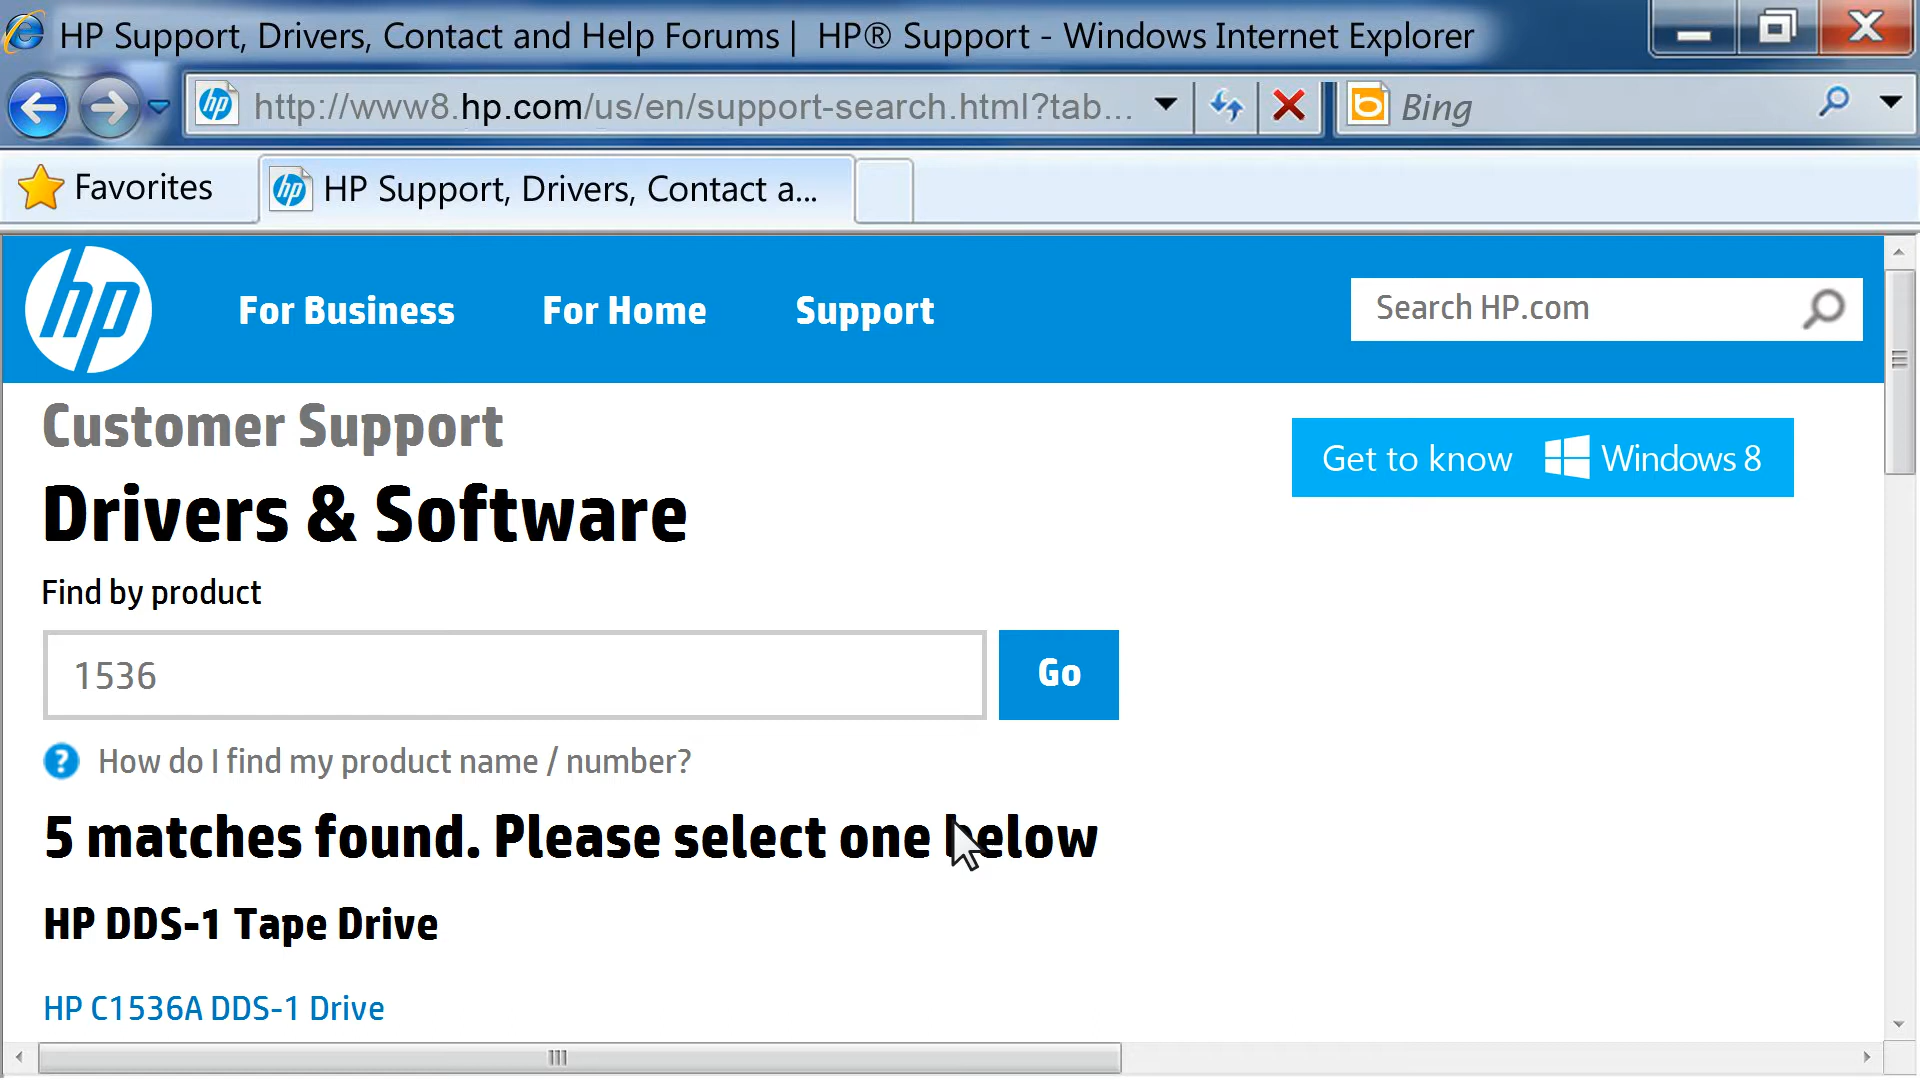 HP Support, Drivers, Contact and Help Forums | HP® Support - Windows Internet Explorer
http://www8.hp.com/us/en/support-search.html?tab...
Bing
Favorites
HP Support, Drivers, Contact a...
hp
For Business
For Home
Support
Search HP.com
Customer Support
Get to know Windows 8
Drivers & Software
Find by product
1536
Go
? How do I find my product name / number?
5 matches found. Please select one below
HP DDS-1 Tape Drive
HP C1536A DDS-1 Drive